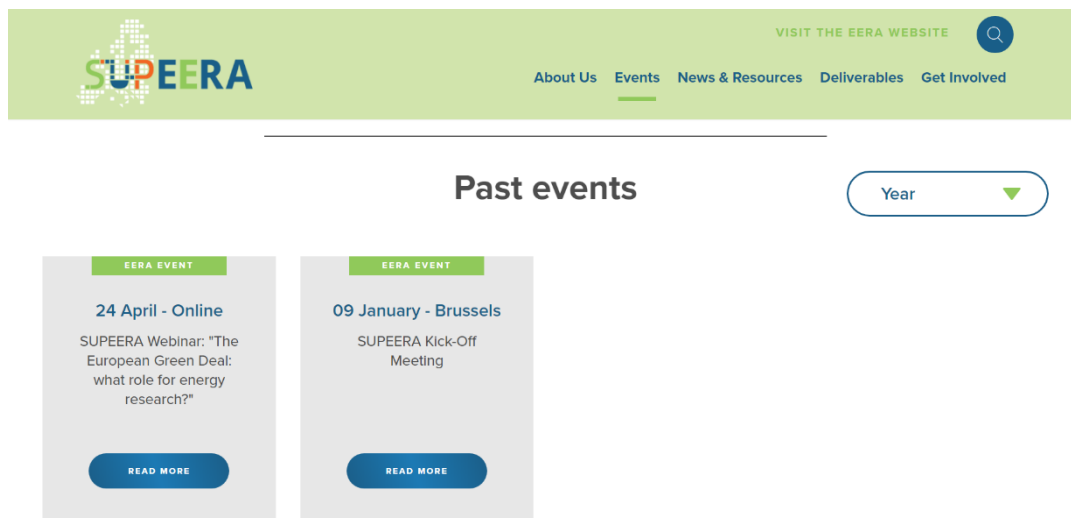 VISIT THE EERA WEBSITE
SUPEERA
About Us Events News & Resources Deliverables Get Involved
Past events
Year
EERA EVENT
24 April - Online
SUPEERA Webinar: "The
European Green Deal:
what role for energy
research?"
READ MORE
EERA EVENT
09 January - Brussels
SUPEERA Kick-Off
Meeting
READ MORE